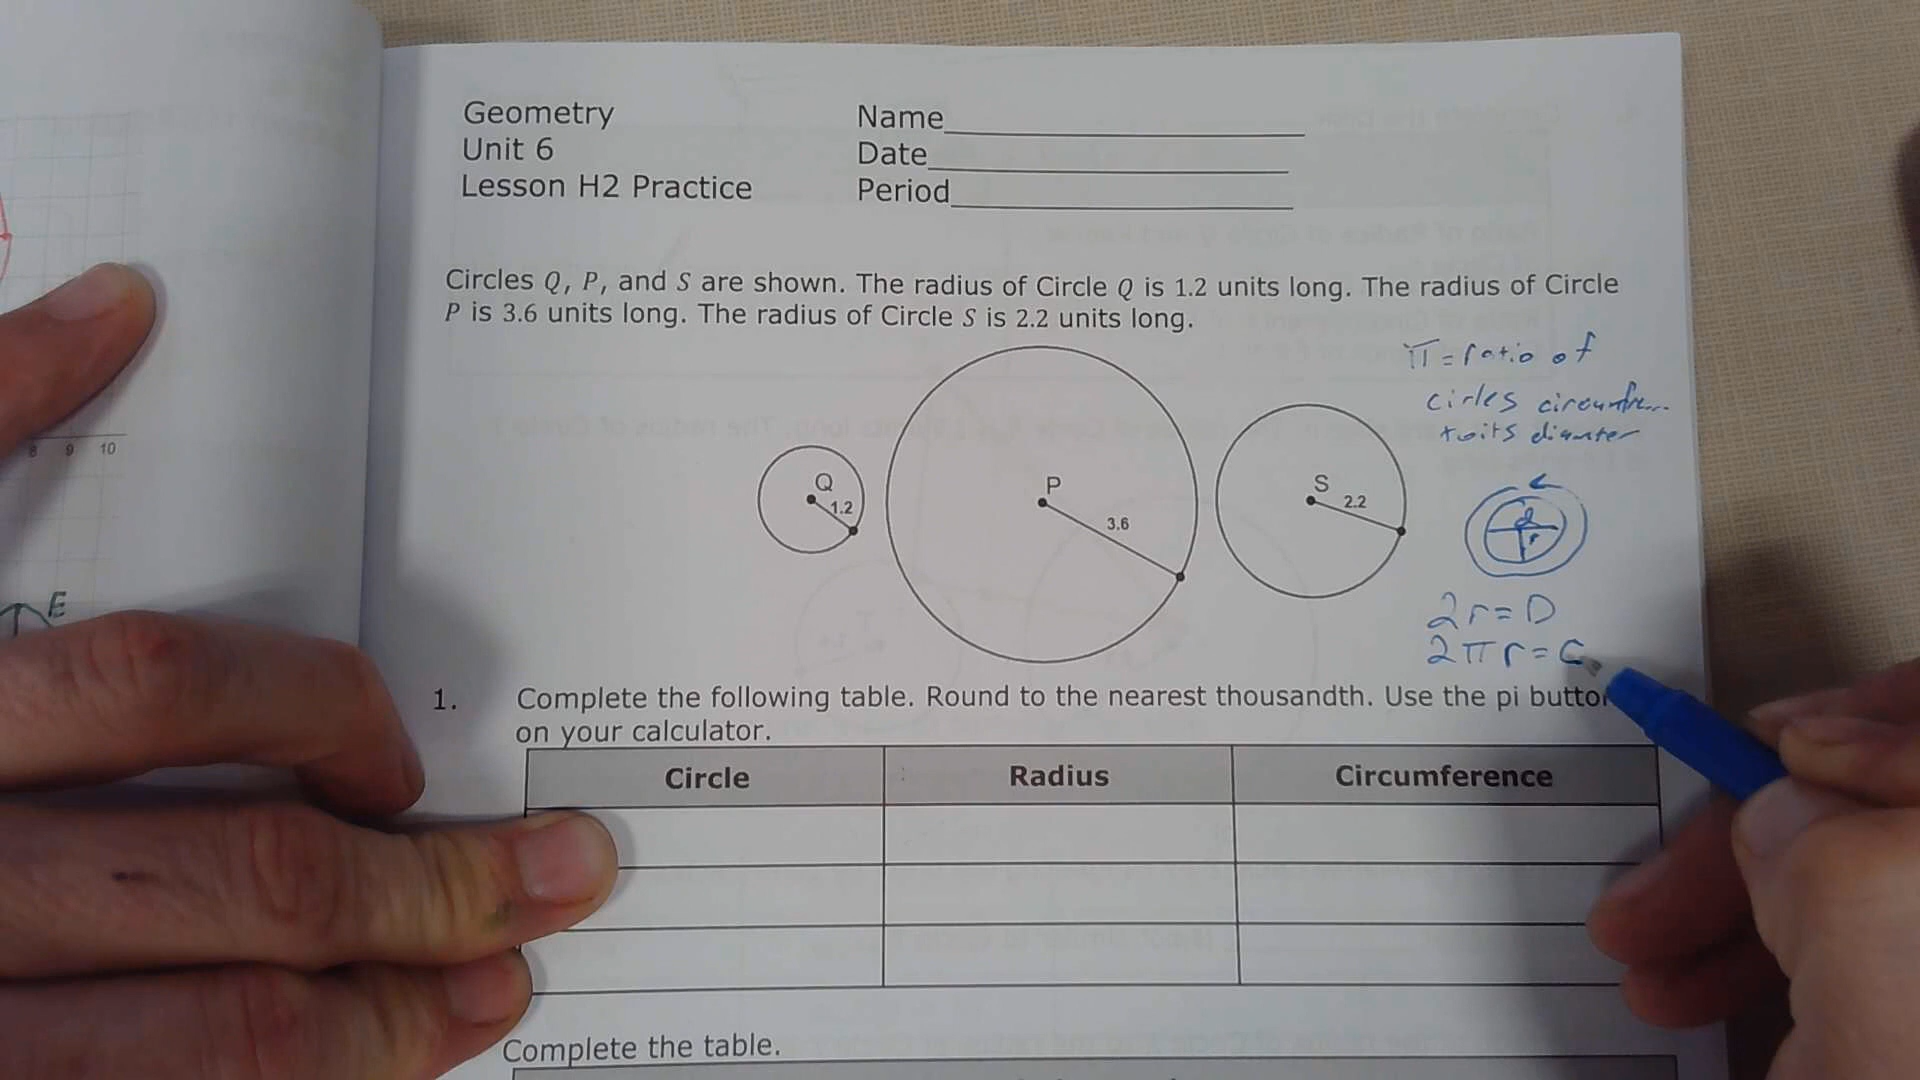 Geometry
Unit 6
Lesson H2 Practice
Name
Date
Period
Circles Q, P, and S are shown. The radius of Circle Q is 1.2 units long. The radius of Circle
P is 3.6 units long. The radius of Circle S is 2.2 units long.
π = ratio of
cirles
to its diamter
Q
1.2
P
3.6
S
2.2
d
r
2r = D
2πr = C
1. Complete the following table. Round to the nearest thousandth. Use the pi button
on your calculator.
Circle Radius Circumference
Complete the table.
8 9 10
E